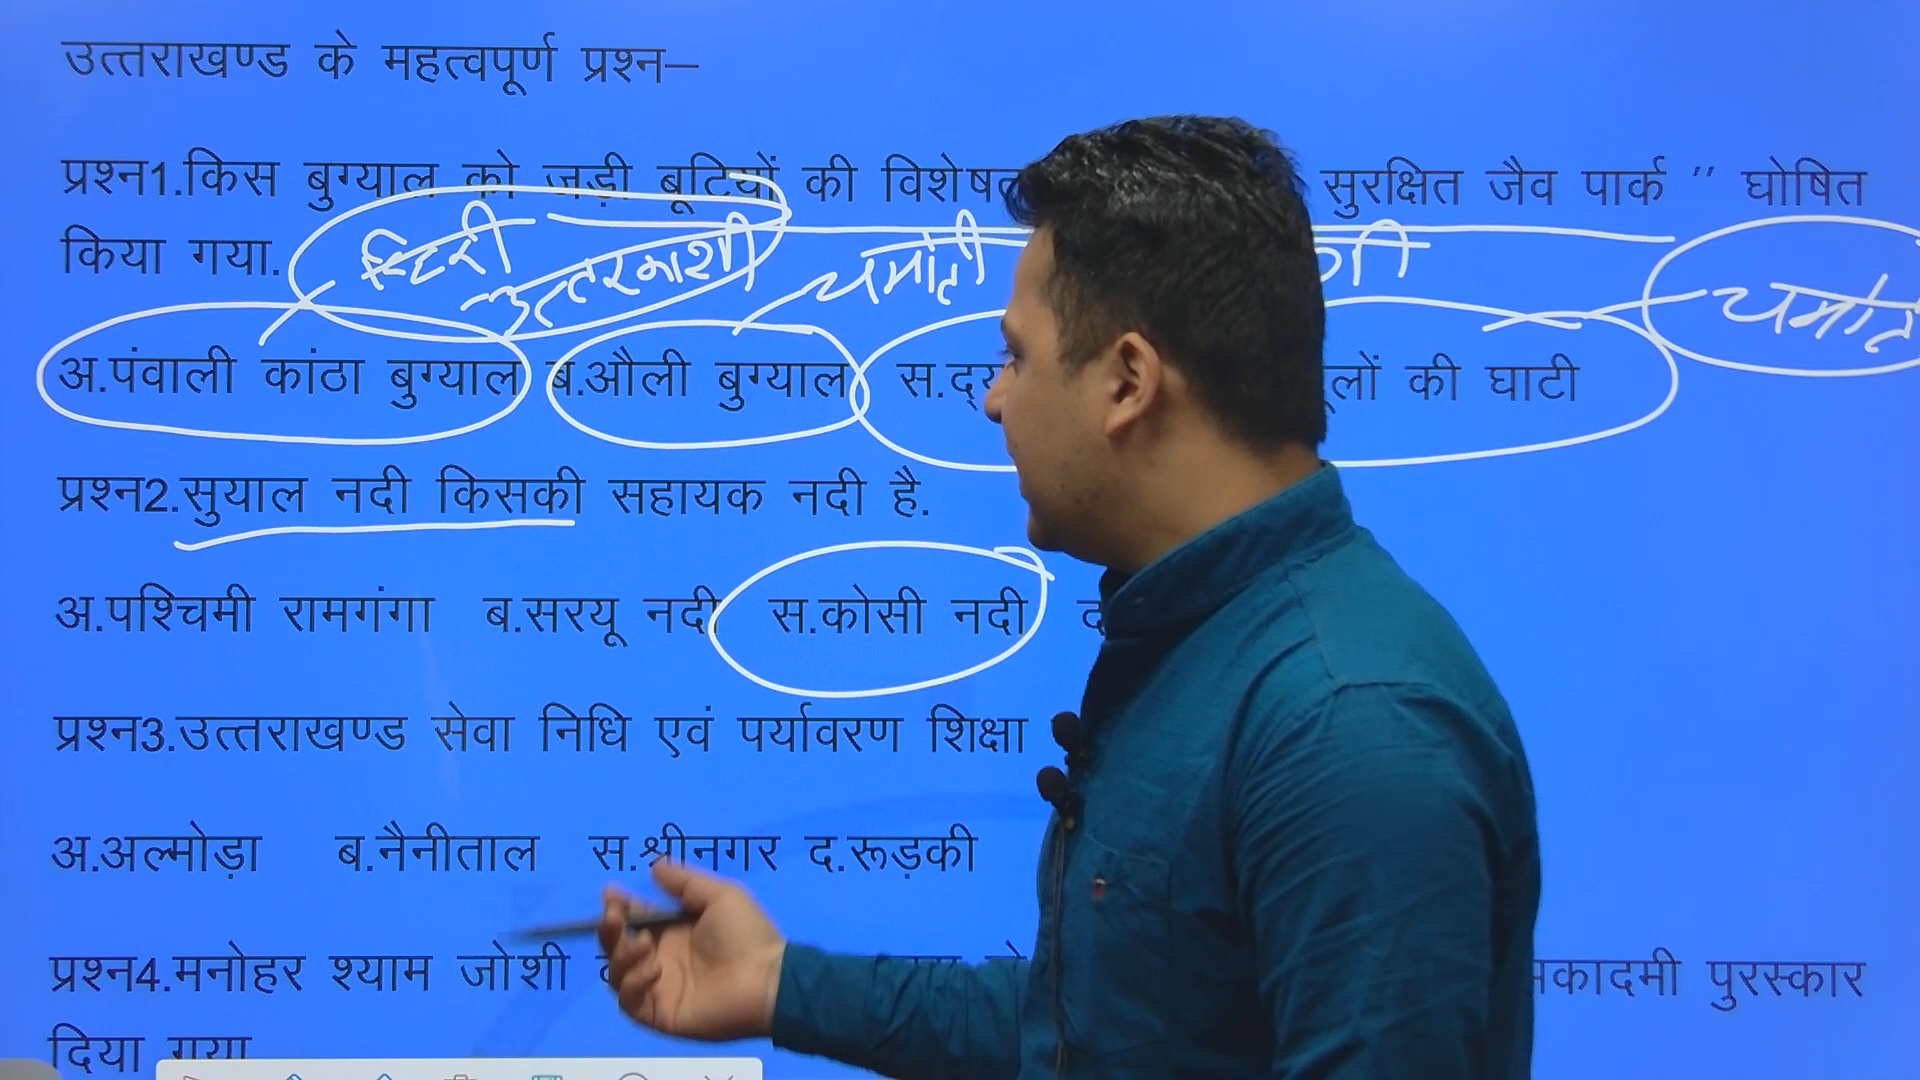 उत्तराखण्ड के महत्वपूर्ण प्रश्न–
प्रश्न1.किस बुग्याल को जड़ी बूटियों की सुरक्षित जैव पार्क ’’ घोषित
किया गया.
टिहरी उत्तरकाशी चमोली चमोली
अ.पंवाली कांठा बुग्याल ब.औली बुग्याल स. की घाटी
प्रश्न2.सुयाल नदी किसकी सहायक नदी है.
अ.पश्चिमी रामगंगा ब.सरयू नदी स.कोसी नदी
प्रश्न3.उत्तराखण्ड सेवा निधि एवं पर्यावरण शिक्षा
अ.अल्मोड़ा ब.नैनीताल स.श्रीनगर द.रूड़की
प्रश्न4.मनोहर श्याम जोशी पुरस्कार
दिया गया